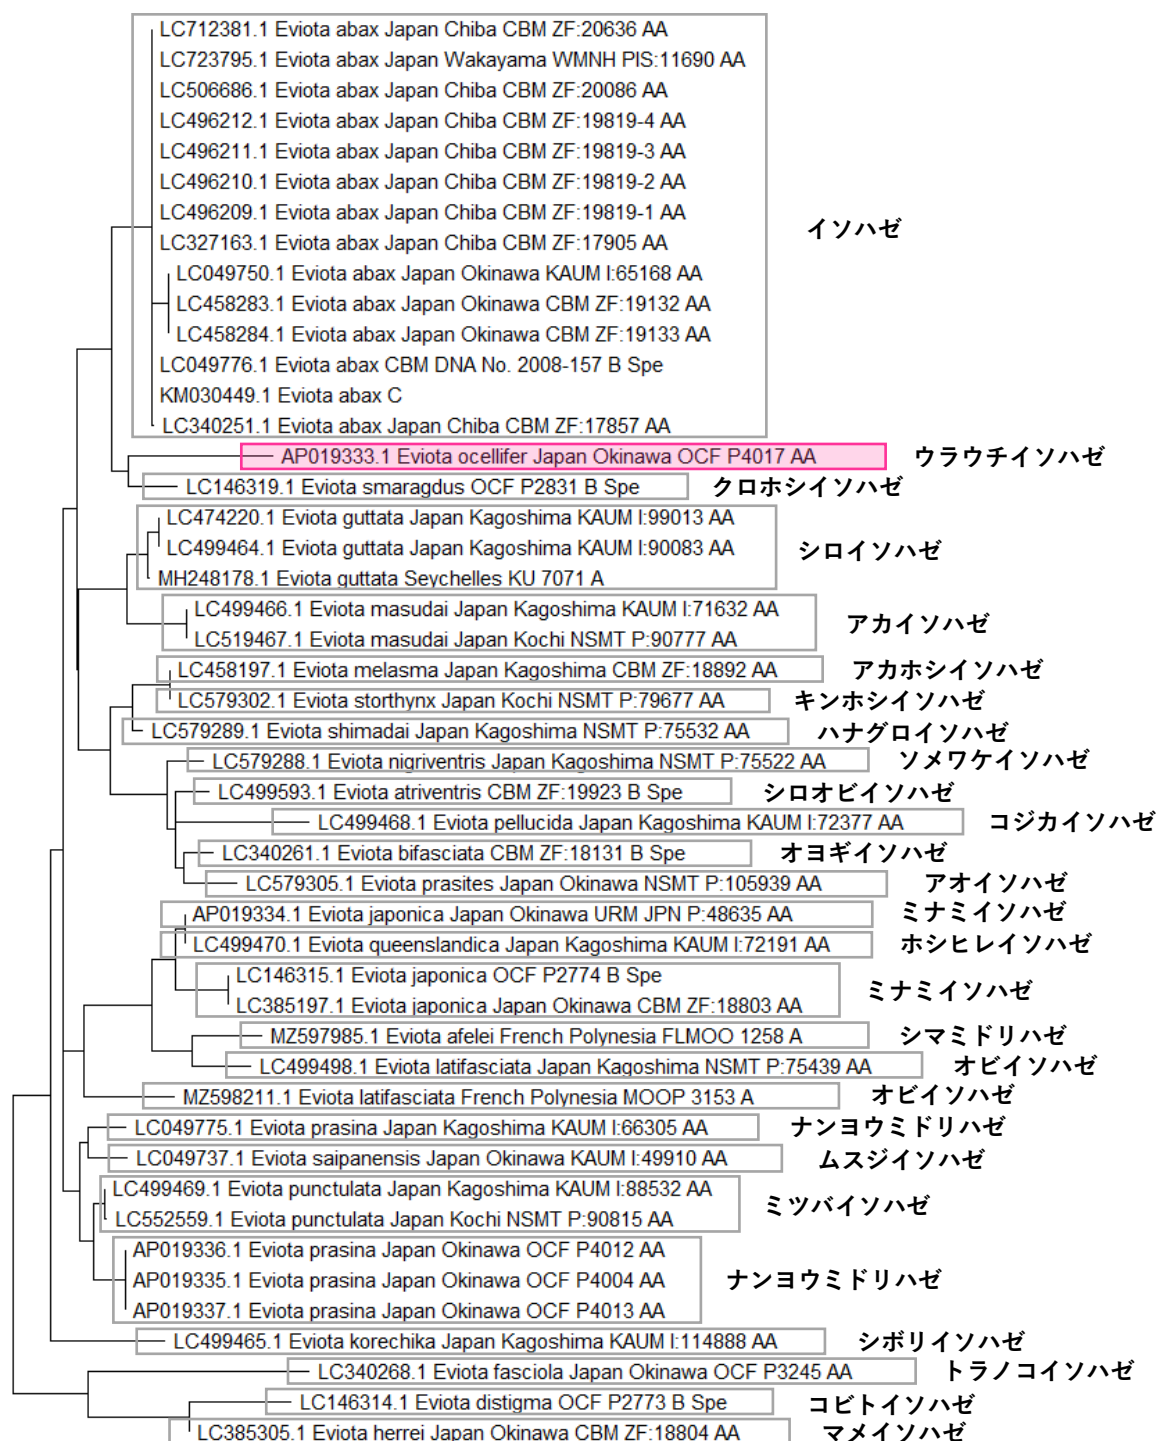 LC712381.1 Eviota abax Japan Chiba CBM ZF:20636 AA
LC723795.1 Eviota abax Japan Wakayama WMNH PIS:11690 AA
LC506686.1 Eviota abax Japan Chiba CBM ZF:20086 AA
LC496212.1 Eviota abax Japan Chiba CBM ZF:19819-4 AA
LC496211.1 Eviota abax Japan Chiba CBM ZF:19819-3 AA
LC496210.1 Eviota abax Japan Chiba CBM ZF:19819-2 AA
LC496209.1 Eviota abax Japan Chiba CBM ZF:19819-1 AA
イソハゼ
LC327163.1 Eviota abax Japan Chiba CBM ZF:17905 AA
LC049750.1 Eviota abax Japan Okinawa KAUM I:65168 AA
LC458283.1 Eviota abax Japan Okinawa CBM ZF:19132 AA
LC458284.1 Eviota abax Japan Okinawa CBM ZF:19133 AA
LC049776.1 Eviota abax CBM DNA No. 2008-157 B Spe
KM030449.1 Eviota abax C
LC340251.1 Eviota abax Japan Chiba CBM ZF:17857 AA
AP019333.1 Eviota ocellifer Japan Okinawa OCF P4017 AA ウラウチイソハゼ
LC146319.1 Eviota smaragdus OCF P2831 B Spe クロホシイソハゼ
LC474220.1 Eviota guttata Japan Kagoshima KAUM I:99013 AA
LC499464.1 Eviota guttata Japan Kagoshima KAUM I:90083 AA シロイソハゼ
MH248178.1 Eviota guttata Seychelles KU 7071 A
LC499466.1 Eviota masudai Japan Kagoshima KAUM I:71632 AA
アカイソハゼ
LC519467.1 Eviota masudai Japan Kochi NSMT P:90777 AA
LC458197.1 Eviota melasma Japan Kagoshima CBM ZF:18892 AA アカホシイソハゼ
LC579302.1 Eviota storthynx Japan Kochi NSMT P:79677 AA キンホシイソハゼ
LC579289.1 Eviota shimadai Japan Kagoshima NSMT P:75532 AA ハナグロイソハゼ
LC579288.1 Eviota nigriventris Japan Kagoshima NSMT P:75522 AA ソメワケイソハゼ
LC499593.1 Eviota atriventris CBM ZF:19923 B Spe シロオビイソハゼ
LC499468.1 Eviota pellucida Japan Kagoshima KAUM I:72377 AA コジカイソハゼ
LC340261.1 Eviota bifasciata CBM ZF:18131 B Spe オヨギイソハゼ
LC579305.1 Eviota prasites Japan Okinawa NSMT P:105939 AA アオイソハゼ
AP019334.1 Eviota japonica Japan Okinawa URM JPN P:48635 AA ミナミイソハゼ
LC499470.1 Eviota queenslandica Japan Kagoshima KAUM I:72191 AA ホシヒレイソハゼ
LC146315.1 Eviota japonica OCF P2774 B Spe
ミナミイソハゼ
LC385197.1 Eviota japonica Japan Okinawa CBM ZF:18803 AA
MZ597985.1 Eviota afelei French Polynesia FLMOO 1258 A シマミドリハゼ
LC499498.1 Eviota latifasciata Japan Kagoshima NSMT P:75439 AA オビイソハゼ
MZ598211.1 Eviota latifasciata French Polynesia MOOP 3153 A オビイソハゼ
LC049775.1 Eviota prasina Japan Kagoshima KAUM I:66305 AA ナンヨウミドリハゼ
LC049737.1 Eviota saipanensis Japan Okinawa KAUM I:49910 AA ムスジイソハゼ
LC499469.1 Eviota punctulata Japan Kagoshima KAUM I:88532 AA
ミツバイソハゼ
LC552559.1 Eviota punctulata Japan Kochi NSMT P:90815 AA
AP019336.1 Eviota prasina Japan Okinawa OCF P4012 AA
AP019335.1 Eviota prasina Japan Okinawa OCF P4004 AA ナンヨウミドリハゼ
AP019337.1 Eviota prasina Japan Okinawa OCF P4013 AA
LC499465.1 Eviota korechika Japan Kagoshima KAUM I:114888 AA シボリイソハゼ
LC340268.1 Eviota fasciola Japan Okinawa OCF P3245 AA トラノコイソハゼ
LC146314.1 Eviota distigma OCF P2773 B Spe コビトイソハゼ
LC385305.1 Eviota herrei Japan Okinawa CBM ZF:18804 AA マメイソハゼ